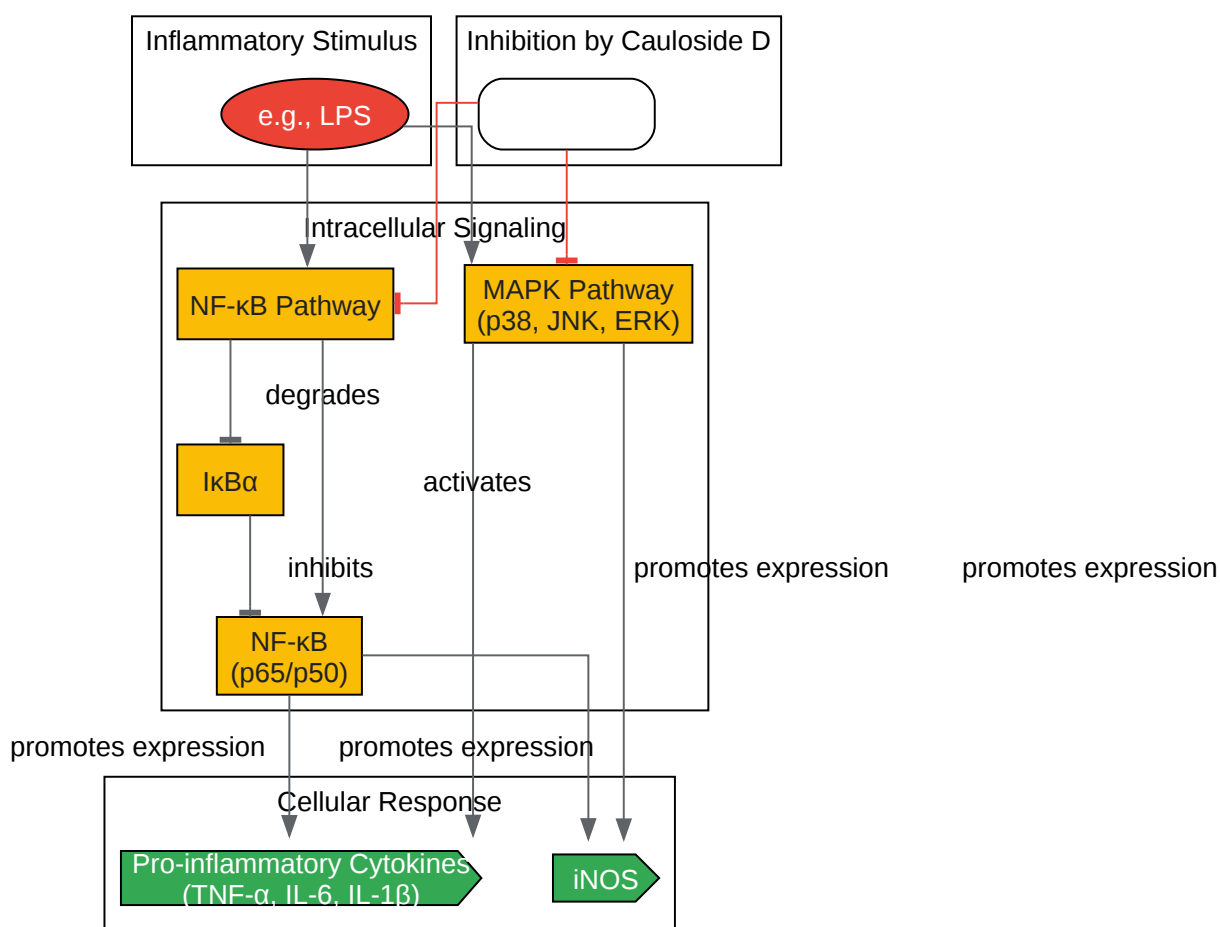 Inflammatory Stimulus
Inhibition by Cauloside D
e.g., LPS
Intracellular Signaling
NF-κB Pathway
MAPK Pathway
(p38, JNK, ERK)
degrades
IκBα
activates
inhibits
promotes expression
promotes expression
NF-κB
(p65/p50)
promotes expression
promotes expression
Cellular Response
Pro-inflammatory Cytokines
(TNF-α, IL-6, IL-1β)
iNOS